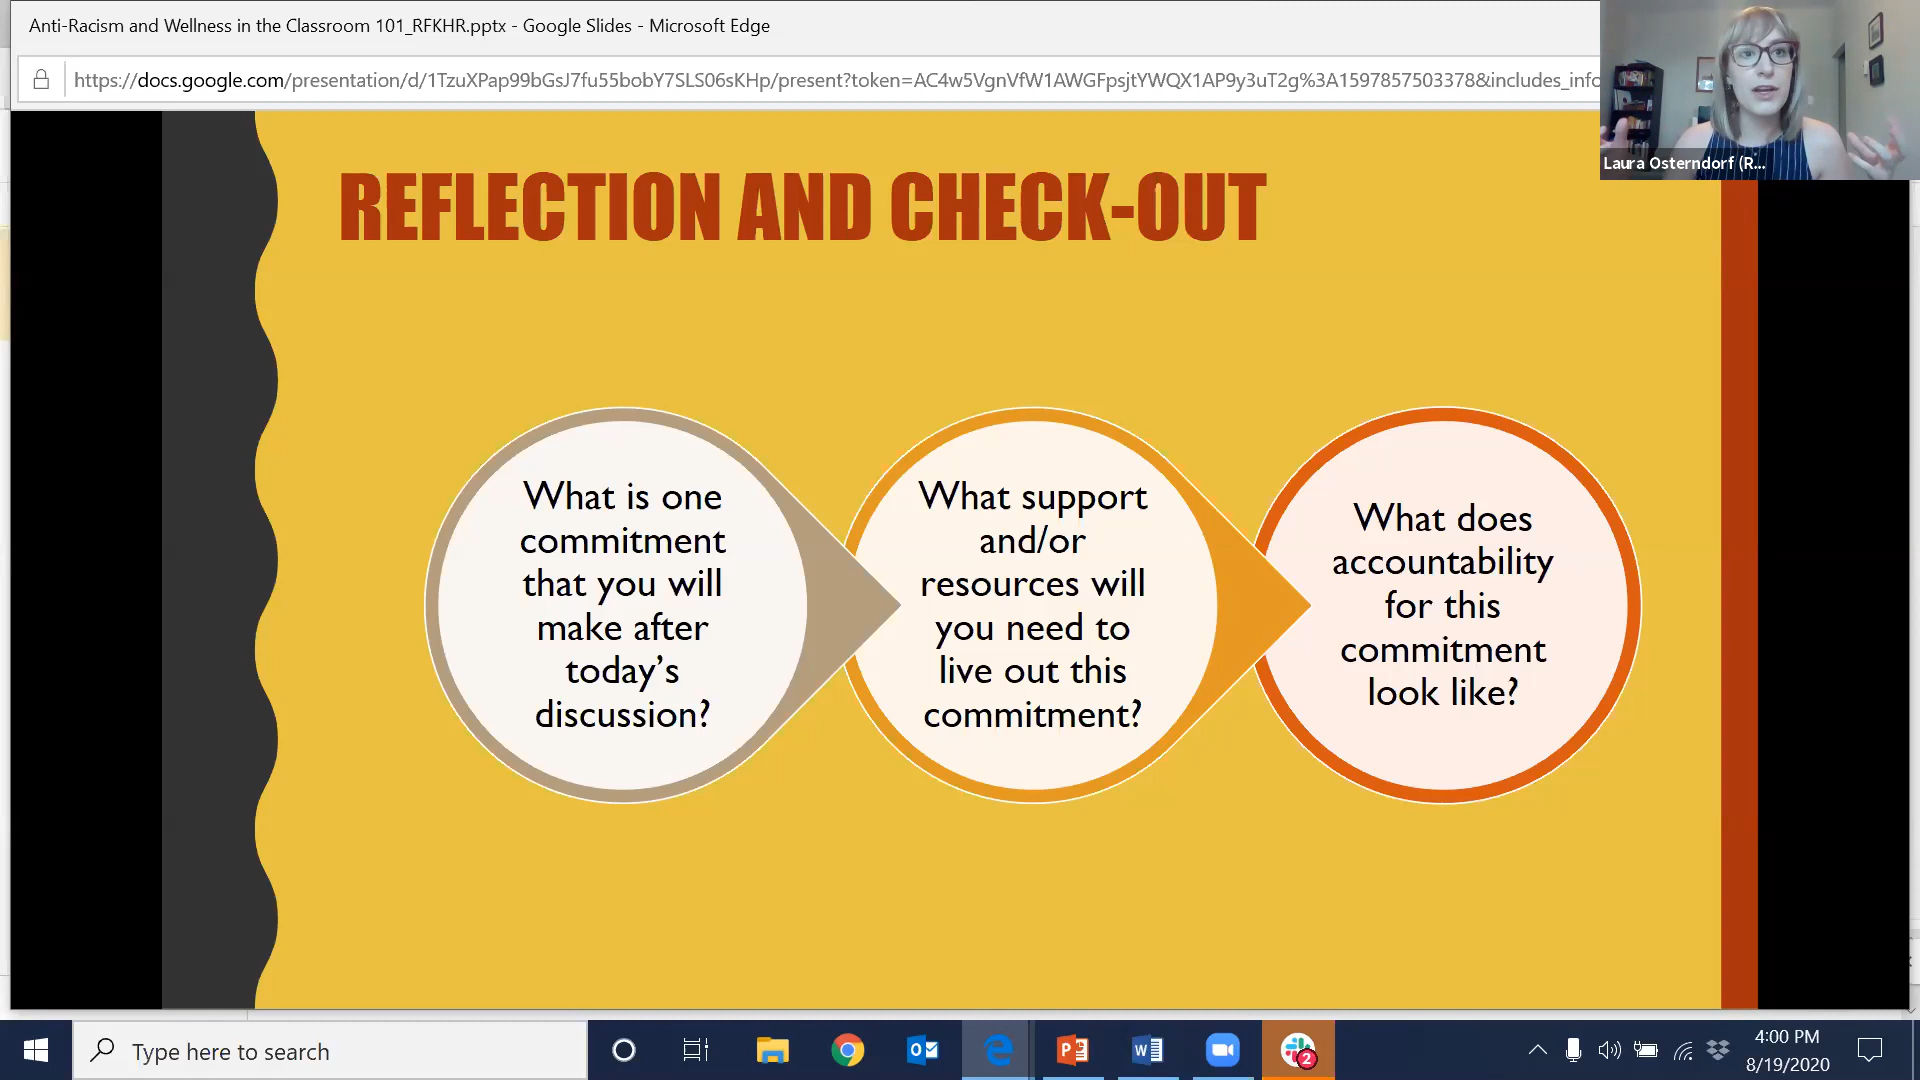 Anti-Racism and Wellness in the Classroom 101_RFKHR.pptx - Google Slides - Microsoft Edge
https://docs.google.com/presentation/d/1TzuXPap99bGsJ7fu55bobY7SLS06sKHp/present?token=AC4w5VgnVfW1AWGFpsjtYWQX1AP9y3uT2g%3A1597857503378&includes_info
Laura Osterndorf (R...
REFLECTION AND CHECK-OUT
What is one
commitment
that you will
make after
today's
discussion?
What support
and/or
resources will
you need to
live out this
commitment?
What does
accountability
for this
commitment
look like?
Type here to search
2
4:00 PM
8/19/2020